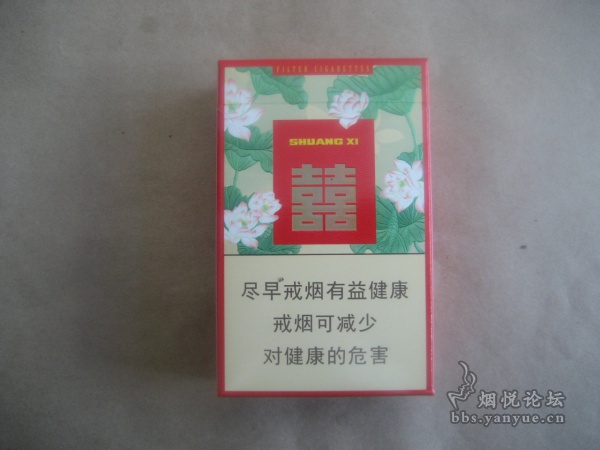 FILTER CIGARETTES
SHUANG XI
囍
尽早戒烟有益健康
戒烟可减少
对健康的危害
烟悦论坛
bbs.yanyue.cn